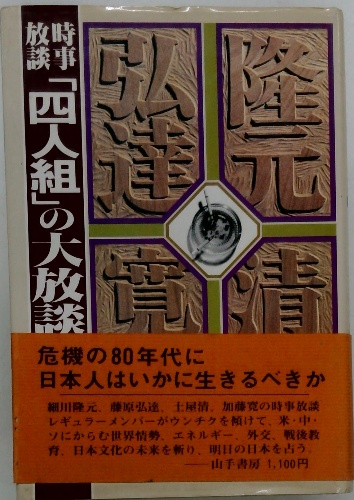 時事
放談
「四人組」の大放談
隆元
弘達
清
寛
危機の80年代に
日本人はいかに生きるべきか
細川隆元、藤原弘達、土屋清、加藤寛の時事放談
レギュラーメンバーがウンチクを傾けて、米・中・
ソにからむ世界情勢、エネルギー、外交、戦後教
育、日本文化の未来を斬り、明日の日本を占う。
——山手書房 1,100円